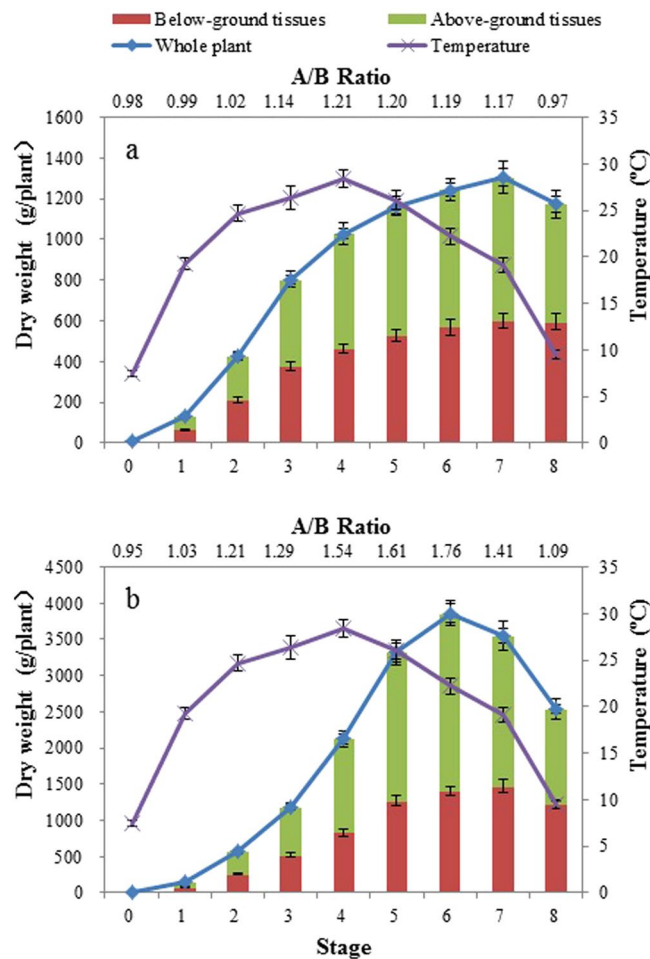 Below-ground tissues Above-ground tissues
Whole plant Temperature
A/B Ratio
0.98 0.99 1.02 1.14 1.21 1.20 1.19 1.17 0.97
a
Dry weight (g/plant)
1600
1400
1200
1000
800
600
400
200
0
Temperature (ºC)
35
30
25
20
15
10
5
0
0 1 2 3 4 5 6 7 8
A/B Ratio
0.95 1.03 1.21 1.29 1.54 1.61 1.76 1.41 1.09
b
Dry weight (g/plant)
4500
4000
3500
3000
2500
2000
1500
1000
500
0
Temperature (ºC)
35
30
25
20
15
10
5
0
0 1 2 3 4 5 6 7 8
Stage